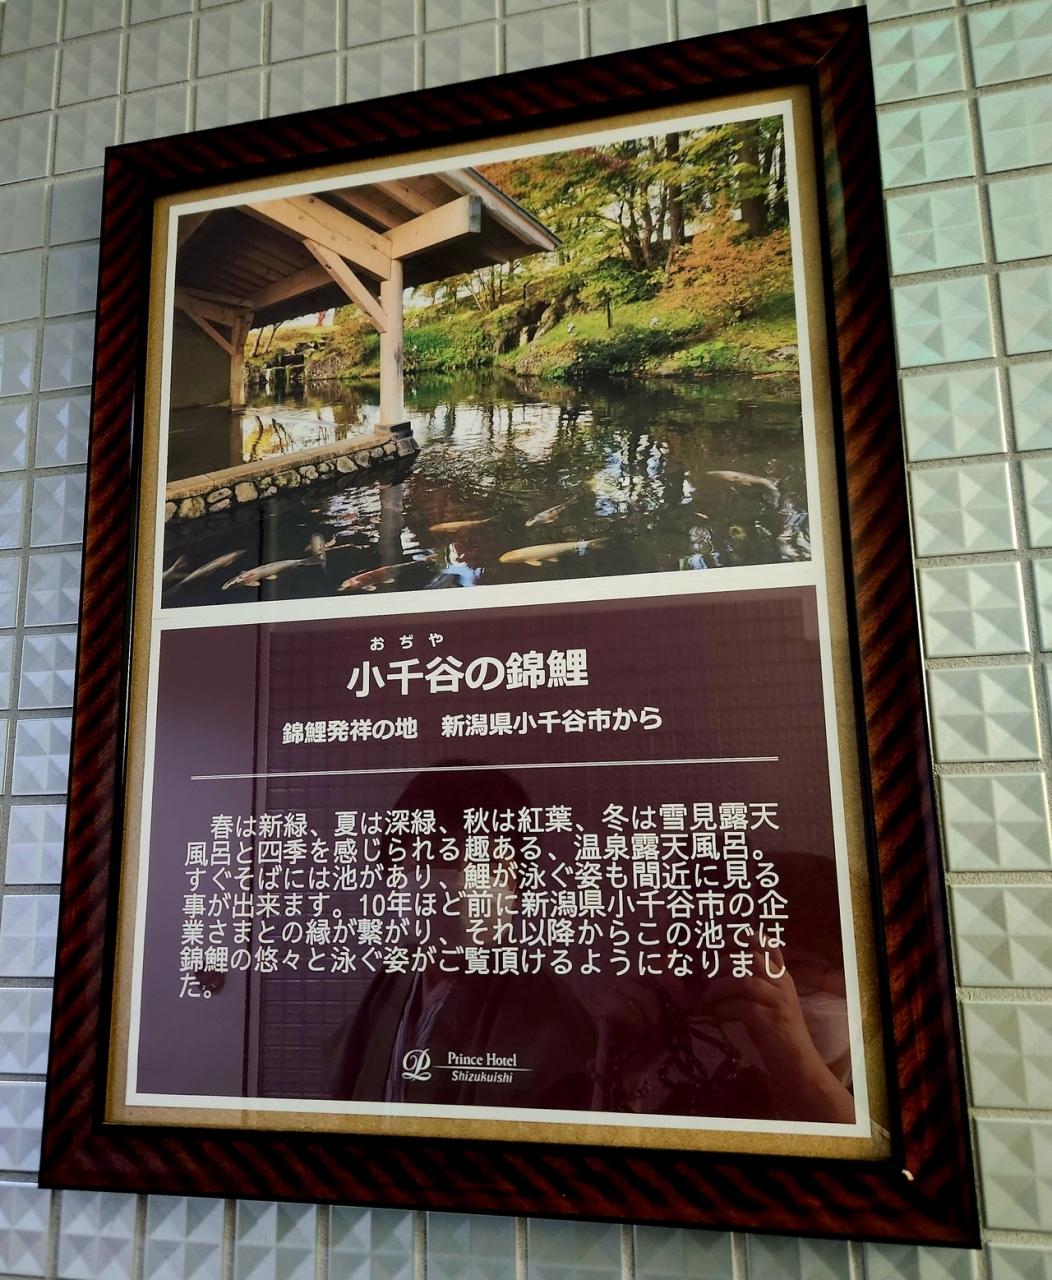 おぢや
小千谷の錦鯉
錦鯉発祥の地　新潟県小千谷市から
春は新緑、夏は深緑、秋は紅葉、冬は雪見露天
風呂と四季を感じられる趣ある、温泉露天風呂。
すぐそばには池があり、鯉が泳ぐ姿も間近に見る
事が出来ます。10年ほど前に新潟県小千谷市の企
業さまとの縁が繋がり、それ以降からこの池では
錦鯉の悠々と泳ぐ姿がご覧頂けるようになりまし
た。
Prince Hotel
Shizukuishi